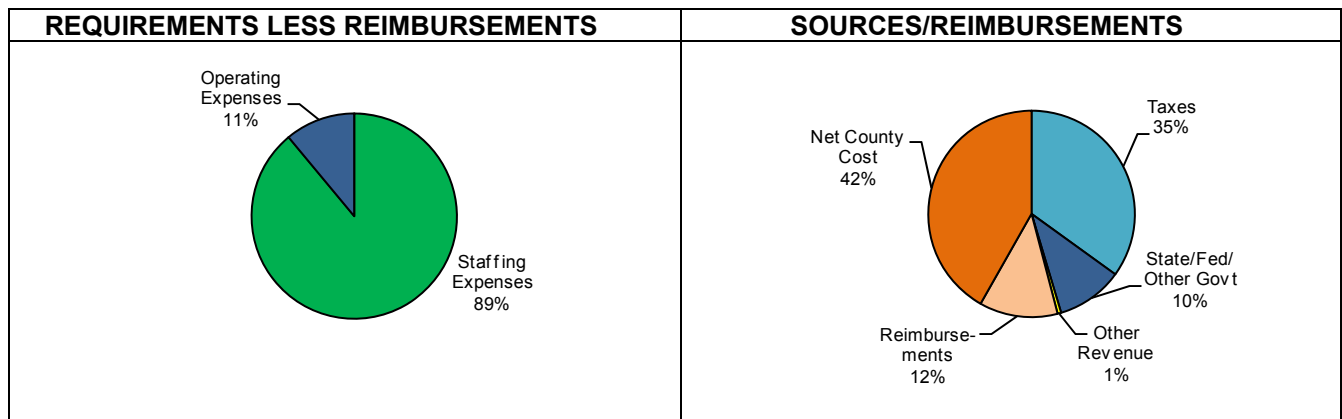 REQUIREMENTS LESS REIMBURSEMENTS
Operating
Expenses
11%
Staffing
Expenses
89%
SOURCES/REIMBURSEMENTS
Taxes
35%
Net County
Cost
42%
State/Fed/
Other Govt
10%
Other
Revenue
1%
Reimburse-
ments
12%